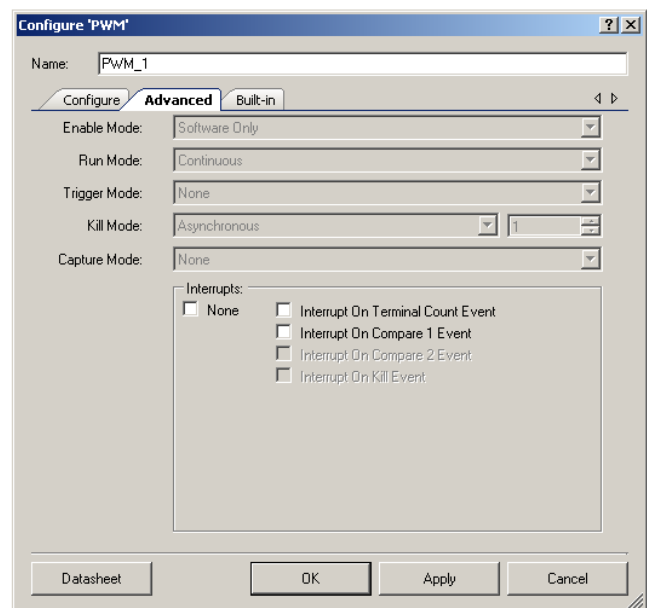 Configure 'PWM'
Name: PWM_1
Configure Advanced Built-in
Enable Mode: Software Only
Run Mode: Continuous
Trigger Mode: None
Kill Mode: Asynchronous 1
Capture Mode: None
Interrupts:
None Interrupt On Terminal Count Event
Interrupt On Compare 1 Event
Interrupt On Compare 2 Event
Interrupt On Kill Event
Datasheet OK Apply Cancel